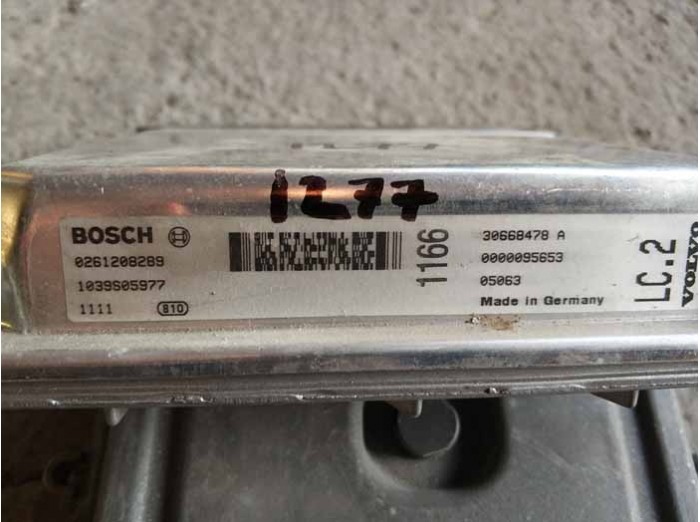 1277
BOSCH
0261208289
1039S05977
1111 810
1166
30668478 A
0000095653
05063
Made in Germany
LC.2
VOLVO